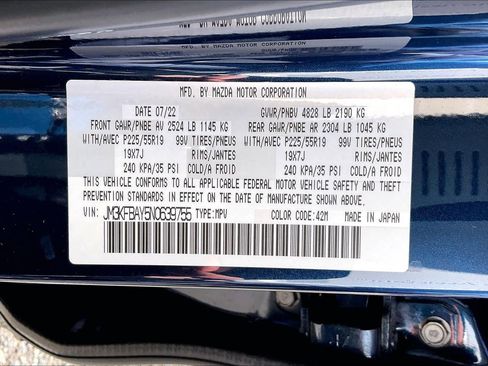 MFD. BY MAZDA MOTOR CORPORATION
DATE 07/22 GVWR/PNBV 4828 LB 2190 KG
FRONT GAWR/PNBE AV 2524 LB 1145 KG REAR GAWR/PNBE AR 2304 LB 1045 KG
WITH/AVEC P225/55R19 99V TIRES/PNEUS WITH/AVEC P225/55R19 99V TIRES/PNEUS
19X7J RIMS/JANTES 19X7J RIMS/JANTES
240 KPA/35 PSI COLD/A FROID 240 KPA/35 PSI COLD/A FROID
THIS VEHICLE CONFORMS TO ALL APPLICABLE FEDERAL MOTOR VEHICLE SAFETY AND THEFT
PREVENTION STANDARDS IN EFFECT ON THE DATE OF MANUFACTURE SHOWN ABOVE.
VIN: JM3KFBAY5N0639755 TYPE:MPV COLOR CODE:42M MADE IN JAPAN